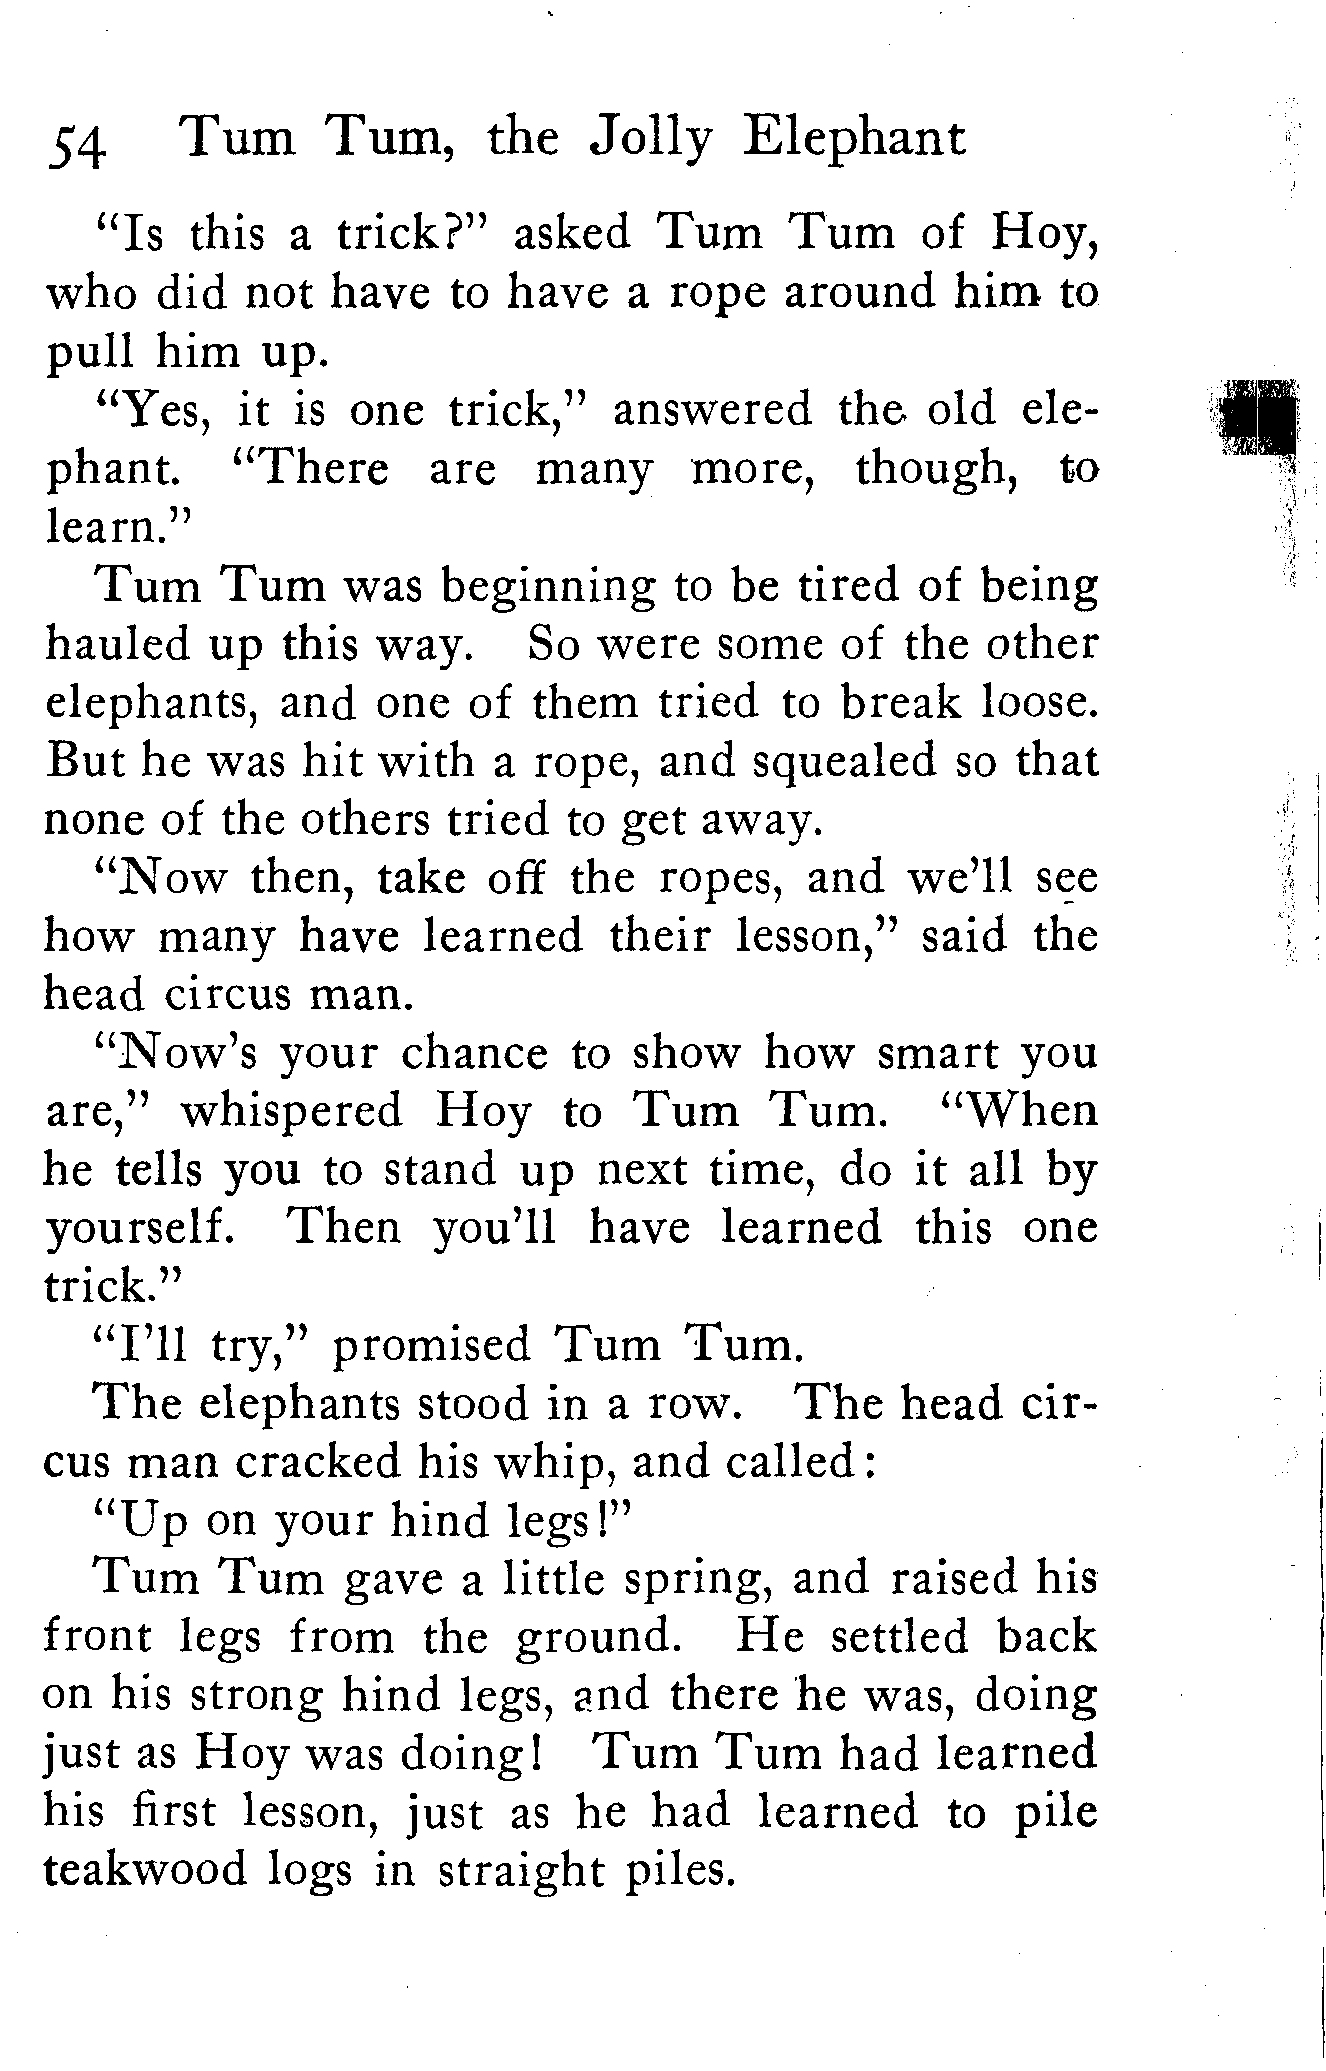 54 Tum Tum, the Jolly Elephant
“Is this a trick?” asked Tum Tum of Hoy,
who did not have to have a rope around him to
pull him up.
“Yes, it is one trick,” answered the old ele-
phant. “There are many more, though, to
learn.”
Tum Tum was beginning to be tired of being
hauled up this way. So were some of the other
elephants, and one of them tried to break loose.
But he was hit with a rope, and squealed so that
none of the others tried to get away.
“Now then, take off the ropes, and we’ll see
how many have learned their lesson,” said the
head circus man.
“Now’s your chance to show how smart you
are,” whispered Hoy to Tum Tum. “When
he tells you to stand up next time, do it all by
yourself. Then you’ll have learned this one
trick.”
“I’ll try,” promised Tum Tum.
The elephants stood in a row. The head cir-
cus man cracked his whip, and called:
“Up on your hind legs!”
Tum Tum gave a little spring, and raised his
front legs from the ground. He settled back
on his strong hind legs, and there he was, doing
just as Hoy was doing! Tum Tum had learned
his first lesson, just as he had learned to pile
teakwood logs in straight piles.